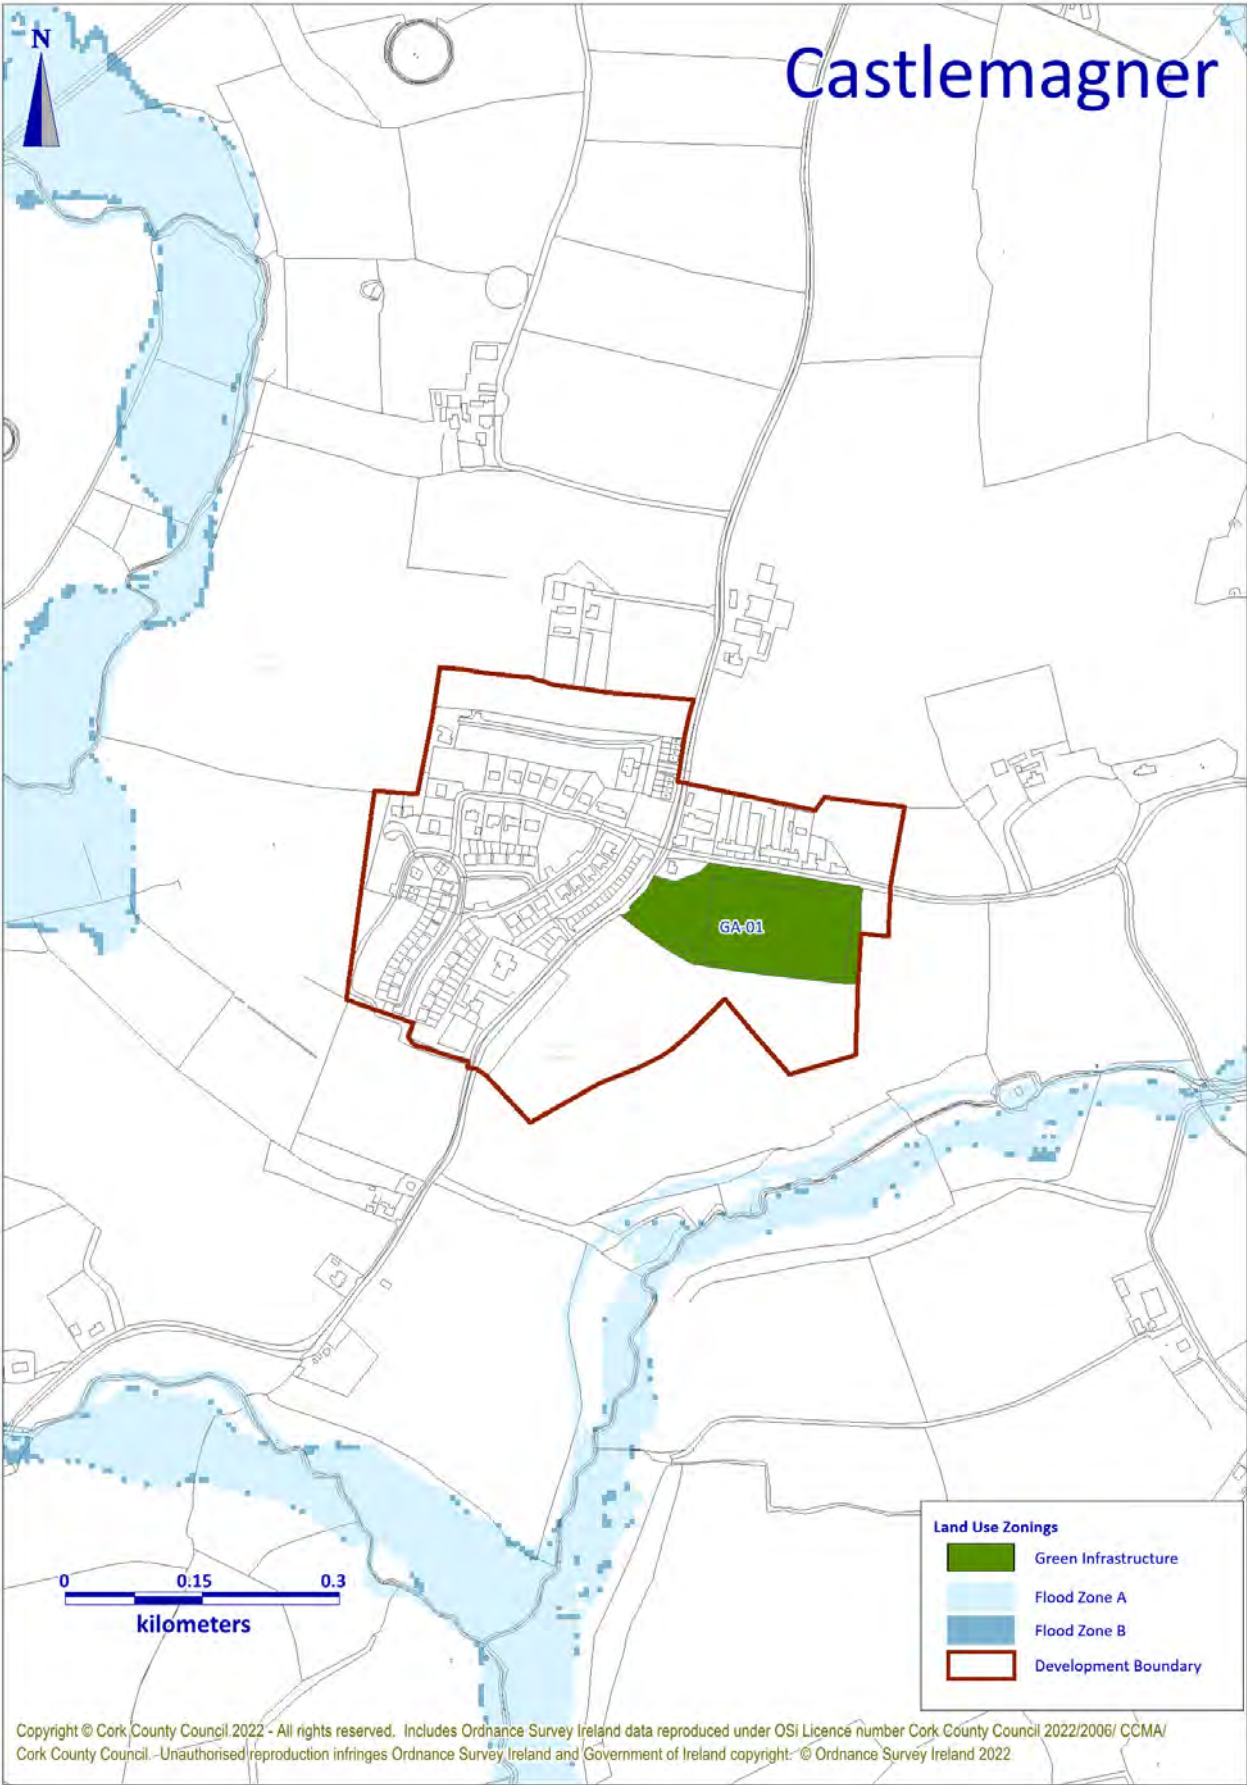 N
Castlemagner
GA-01
Land Use Zonings
Green Infrastructure
Flood Zone A
Flood Zone B
Development Boundary
0 0.15 0.3
kilometers
Copyright © Cork County Council 2022 - All rights reserved. Includes Ordnance Survey Ireland data reproduced under OSi Licence number Cork County Council 2022/2006/ CCMA/
Cork County Council. Unauthorised reproduction infringes Ordnance Survey Ireland and Government of Ireland copyright. © Ordnance Survey Ireland 2022